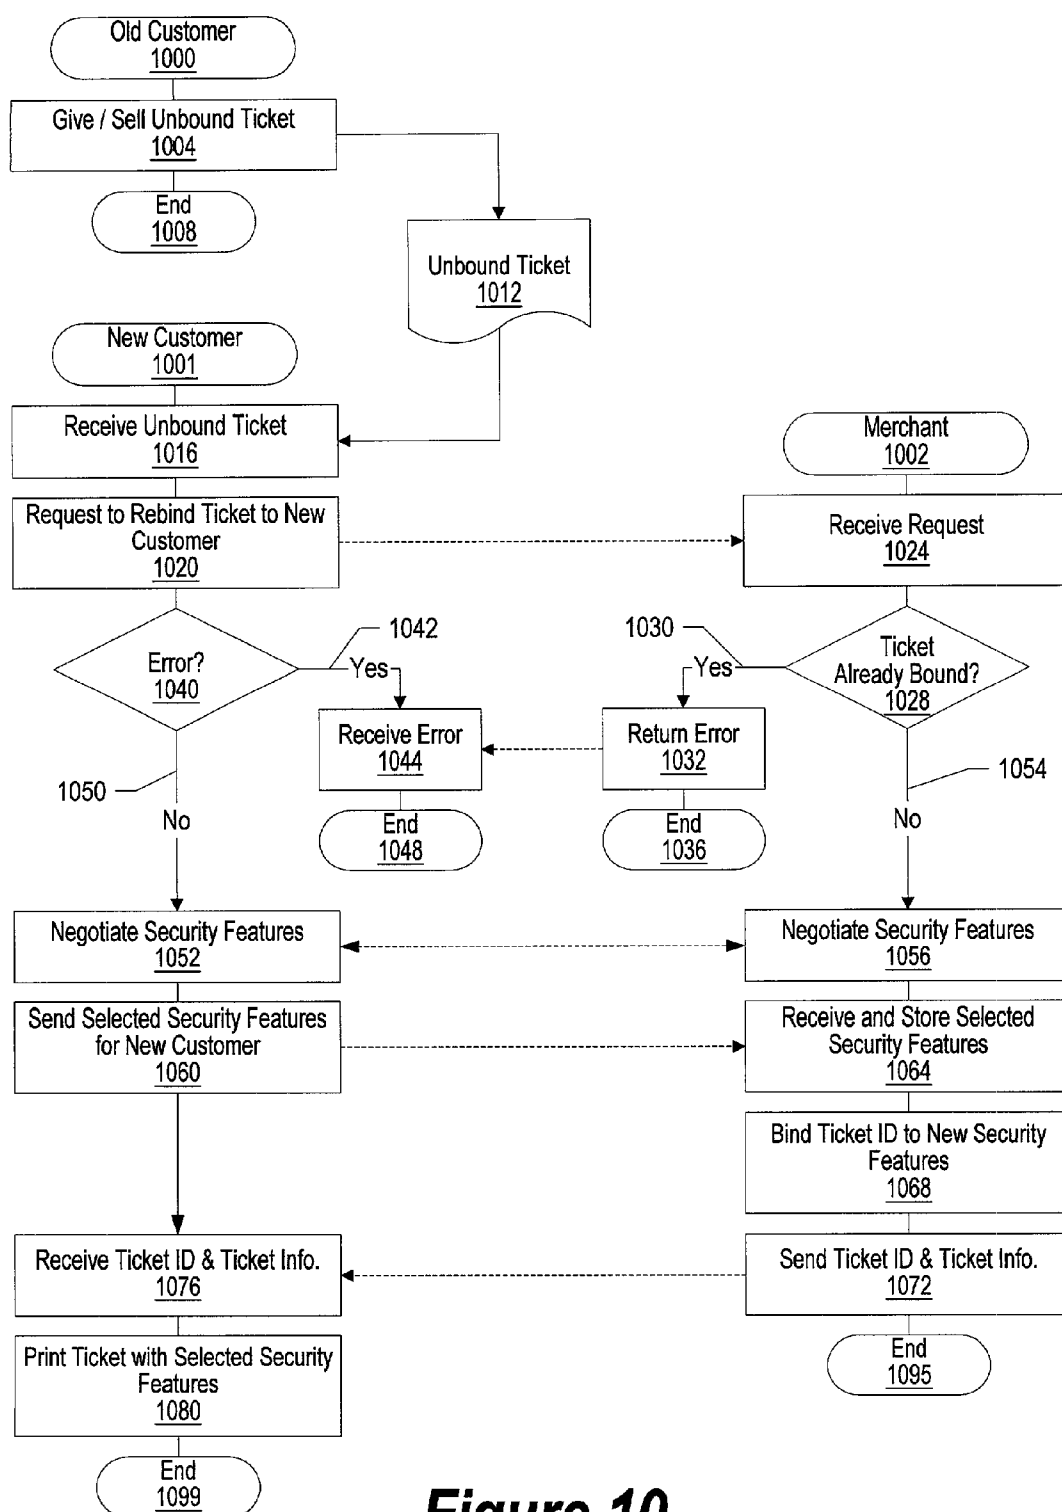 Old Customer
1000
Give / Sell Unbound Ticket
1004
End
1008
Unbound Ticket
1012
New Customer
1001
Receive Unbound Ticket
1016
Merchant
1002
Request to Rebind Ticket to New
Customer
1020
Receive Request
1024
1042
1030
Error?
1040
Yes
Yes
Ticket
Already Bound?
1028
Receive Error
1044
Return Error
1032
1050
1054
No
End
1048
End
1036
No
Negotiate Security Features
1052
Negotiate Security Features
1056
Send Selected Security Features
for New Customer
1060
Receive and Store Selected
Security Features
1064
Bind Ticket ID to New Security
Features
1068
Receive Ticket ID & Ticket Info.
1076
Send Ticket ID & Ticket Info.
1072
Print Ticket with Selected Security
Features
1080
End
1095
End
1099
Figure 10